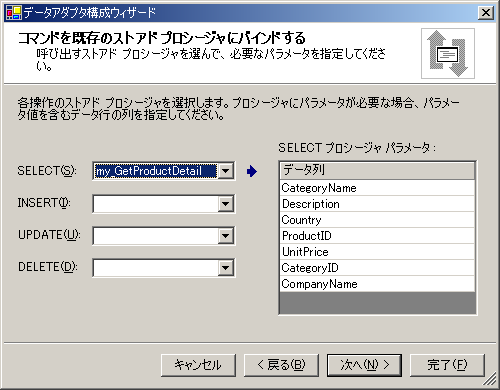 データアダプタ構成ウィザード
コマンドを既存のストアド プロシージャにバインドする
呼び出すストアド プロシージャを選んで、必要なパラメータを指定してくださ
い。
各操作のストアド プロシージャを選択します。プロシージャにパラメータが必要な場合、パラメー
タ値を含むデータ行の列を指定してください。
SELECT プロシージャ パラメータ :
SELECT(S): my_GetProductDetail
データ列
CategoryName
INSERT(I):
Description
Country
UPDATE(U):
ProductID
UnitPrice
DELETE(D):
CategoryID
CompanyName
キャンセル < 戻る(B) 次へ(N) > 完了(F)